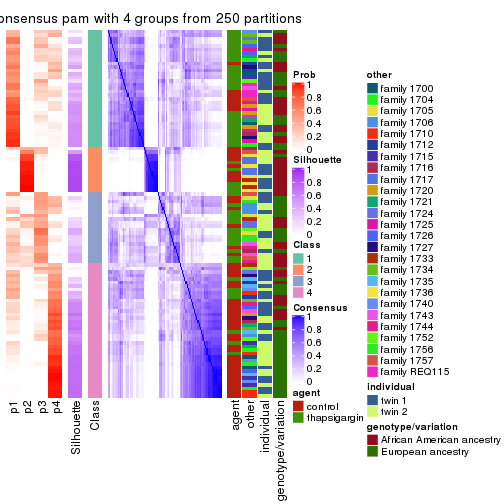 onsensus pam with 4 groups from 250 partitions
p1
p2
p3
p4
Silhouette
Class
agent
other
individual
genotype/variation
Prob
1
0.8
0.6
0.4
0.2
0
Silhouette
1
0.8
0.6
0.4
0.2
0
Class
1
2
3
4
Consensus
1
0.8
0.6
0.4
0.2
0
agent
control
thapsigargin
other
family 1700
family 1704
family 1705
family 1706
family 1710
family 1712
family 1715
family 1716
family 1717
family 1720
family 1721
family 1724
family 1725
family 1726
family 1727
family 1733
family 1734
family 1735
family 1736
family 1740
family 1743
family 1744
family 1752
family 1756
family 1757
family REQ115
individual
twin 1
twin 2
genotype/variation
African American ancestry
European ancestry